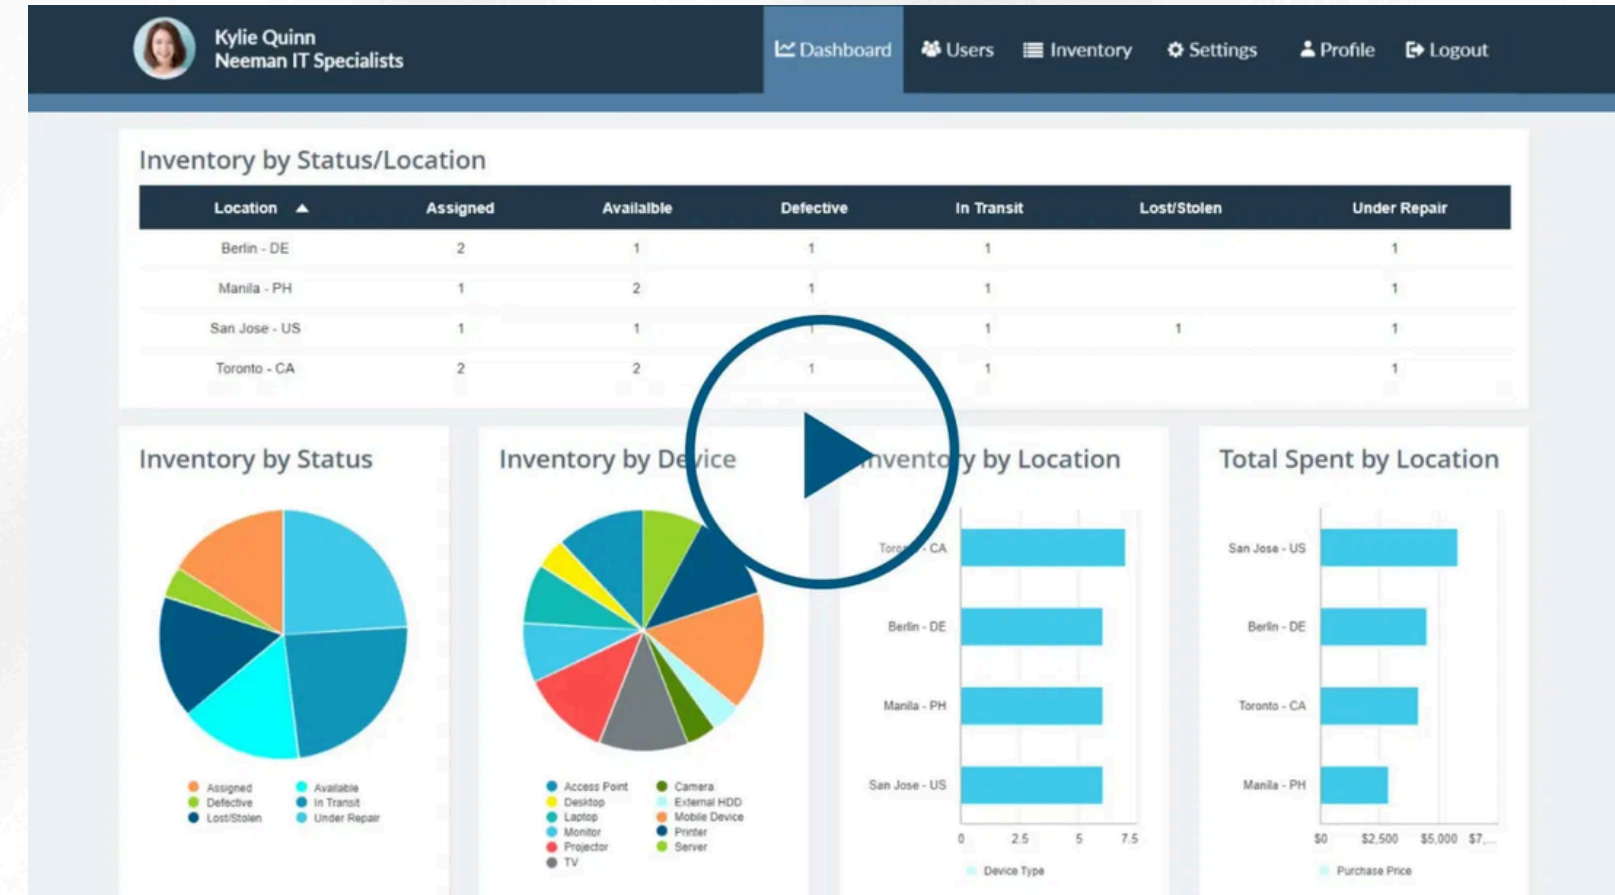 Kylie Quinn
Neeman IT Specialists
Dashboard Users Inventory Settings Profile Logout
Inventory by Status/Location
Location Assigned Availalble Defective In Transit Lost/Stolen Under Repair
Berlin - DE 2 1 1 1 1
Manila - PH 1 2 1 1 1
San Jose - US 1 1 1 1 1 1
Toronto - CA 2 2 1 1 1
Inventory by Status
Assigned Available
Defective In Transit
Lost/Stolen Under Repair
Inventory by Device
Access Point Camera
Desktop External HDD
Laptop Mobile Device
Monitor Printer
Projector Server
TV
Inventory by Location
Toronto - CA
Berlin - DE
Manila - PH
San Jose - US
0 2.5 5 7.5
Device Type
Total Spent by Location
San Jose - US
Berlin - DE
Toronto - CA
Manila - PH
$0 $2,500 $5,000 $7,...
Purchase Price